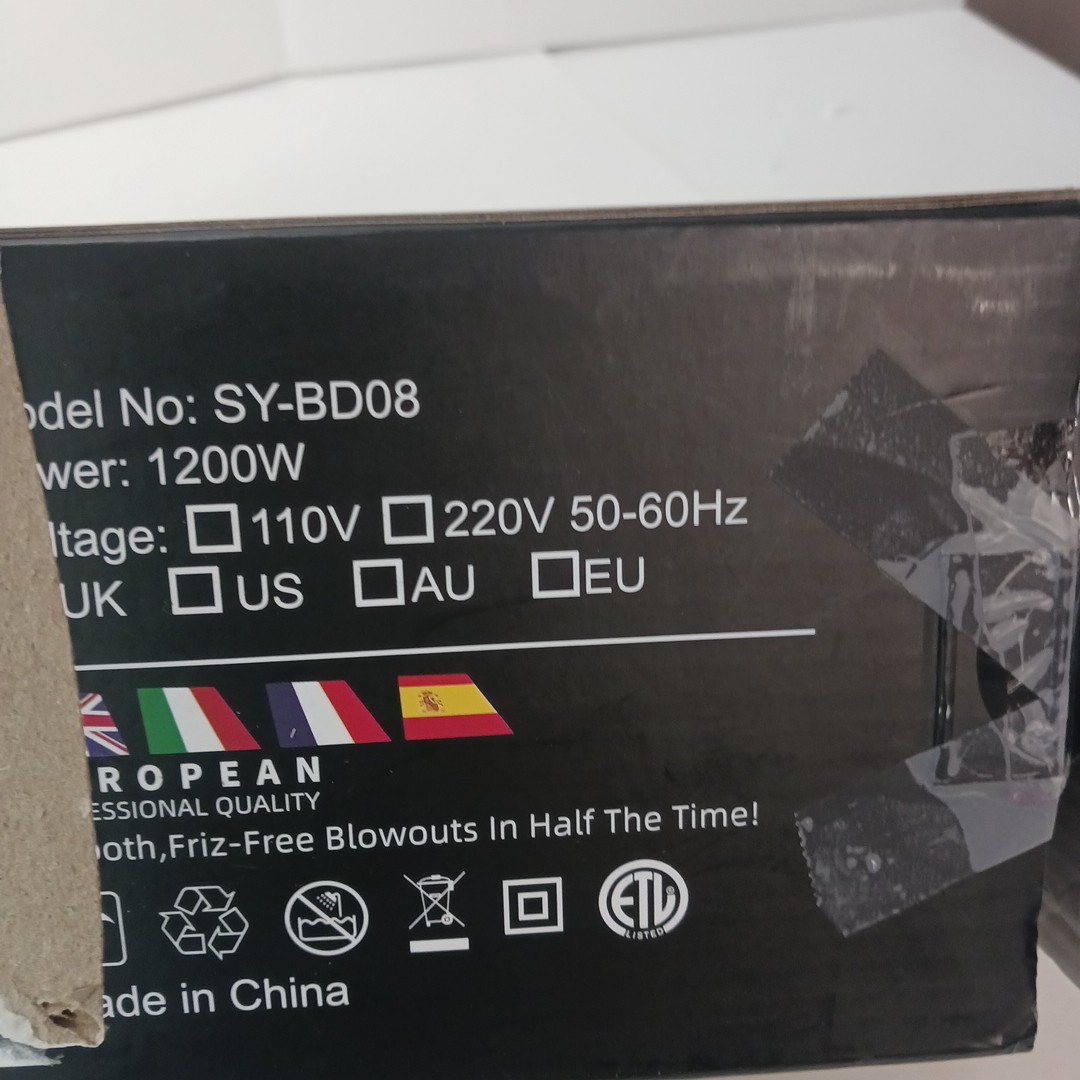 odel No: SY-BD08
wer: 1200W
ltage: 110V 220V 50-60Hz
UK US AU EU
ROPEAN
ESSIONAL QUALITY
ooth,Friz-Free Blowouts In Half The Time!
ETL
LISTED
ade in China